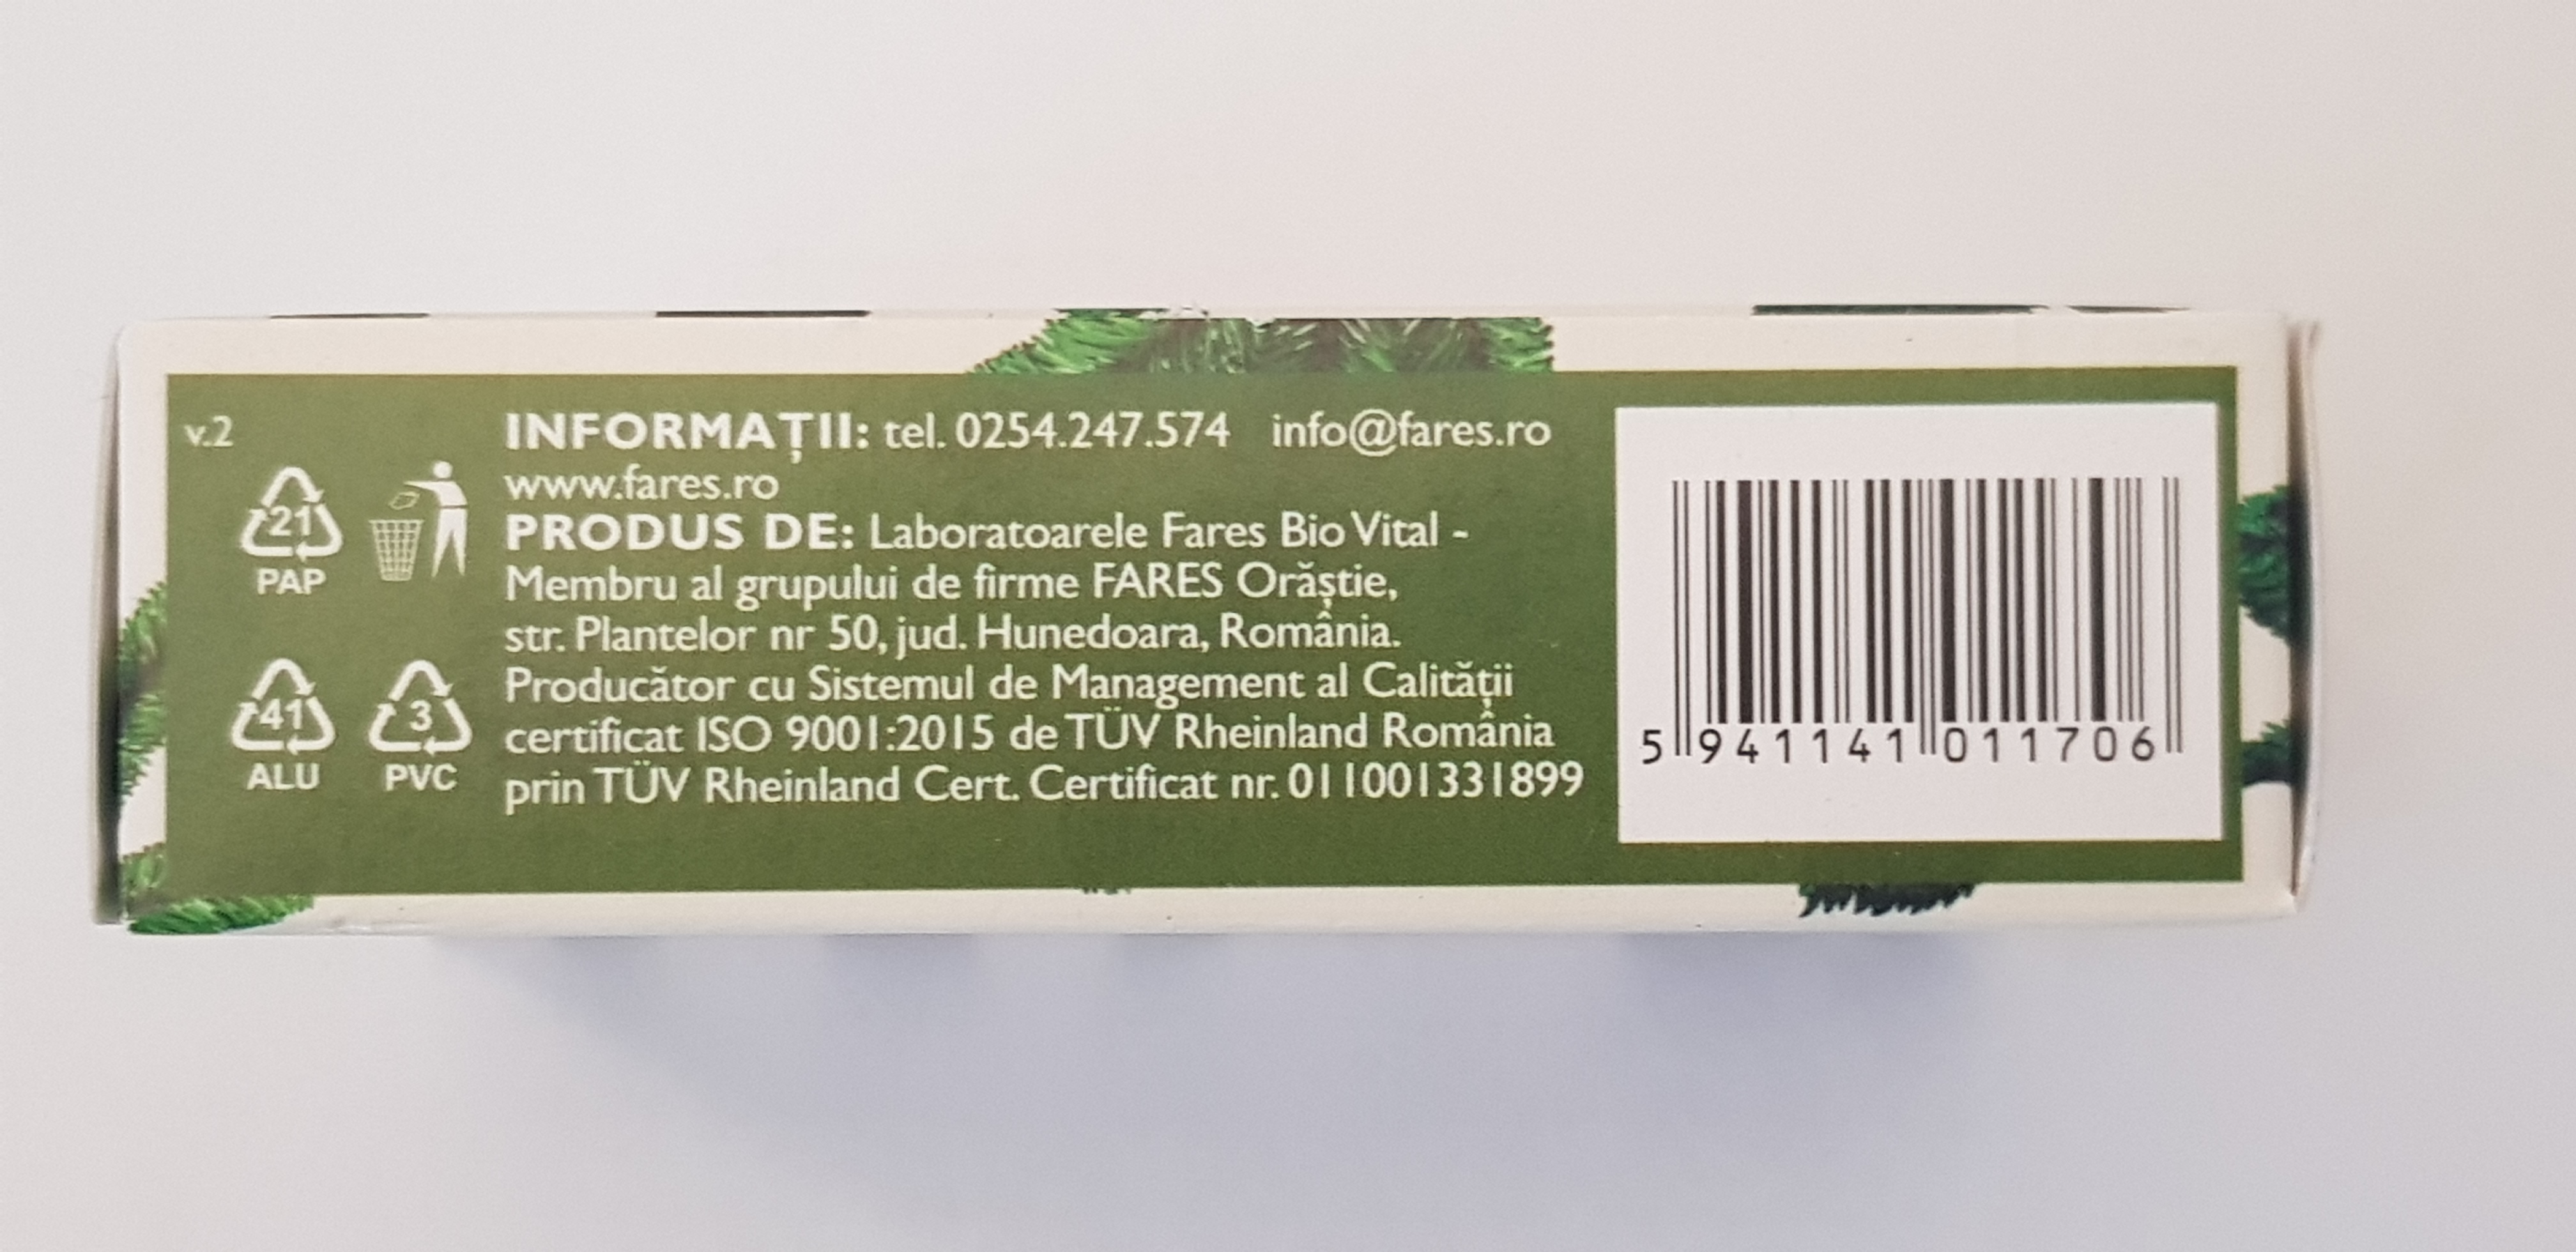 v.2
21
PAP
41
ALU
3
PVC
INFORMAȚII: tel. 0254.247.574 info@fares.ro
www.fares.ro
PRODUS DE: Laboratoarele Fares Bio Vital -
Membru al grupului de firme FARES Orăștie,
str. Plantelor nr 50, jud. Hunedoara, România.
Producător cu Sistemul de Management al Calității
certificat ISO 9001:2015 de TÜV Rheinland România
prin TÜV Rheinland Cert. Certificat nr. 011001331899
5 941141 011706